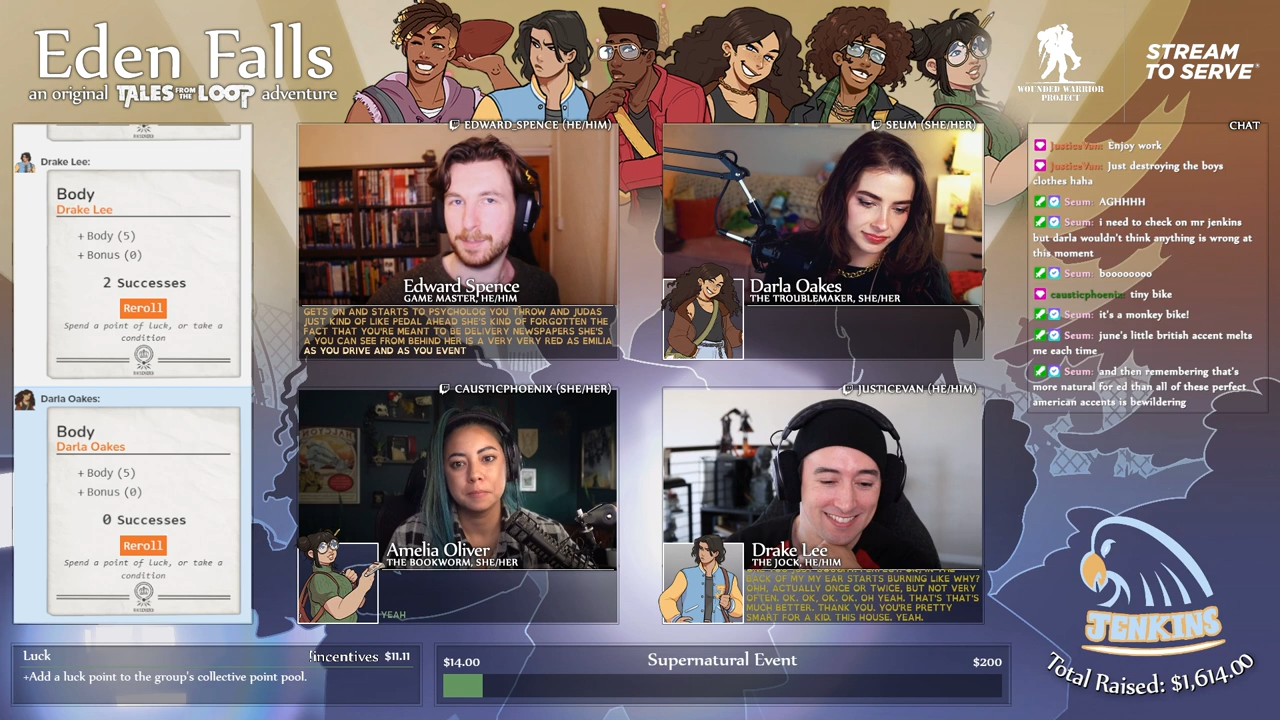 Eden Falls
an original TALES FROM THE LOOP adventure
WOUNDED WARRIOR
PROJECT
STREAM
TO SERVE
Drake Lee:
Body
Drake Lee
+ Body (5)
+ Bonus (0)
2 Successes
Reroll
Spend a point of luck, or take a
condition
Darla Oakes:
Body
Darla Oakes
+ Body (5)
+ Bonus (0)
0 Successes
Reroll
Spend a point of luck, or take a
condition
EDWARD_SPENCE (HE/HIM)
Edward Spence
GAME MASTER, HE/HIM
GETS ON AND STARTS TO PSYCHOLOG YOU THROW AND JUDAS
JUST KIND OF LIKE PEDAL AHEAD SHE'S KIND OF FORGOTTEN THE
FACT THAT YOU'RE MEANT TO BE DELIVERY NEWSPAPERS SHE'S
A YOU CAN SEE FROM BEHIND HER IS A VERY VERY RED AS EMILIA
AS YOU DRIVE AND AS YOU EVENT
SEUM (SHE/HER)
Darla Oakes
THE TROUBLEMAKER, SHE/HER
CAUSTICPHOENIX (SHE/HER)
Amelia Oliver
THE BOOKWORM, SHE/HER
YEAH
JUSTICEVAN (HE/HIM)
Drake Lee
THE JOCK, HE/HIM
BACK OF MY MY EAR STARTS BURNING LIKE WHY?
OHH, ACTUALLY ONCE OR TWICE, BUT NOT VERY
OFTEN. OK. OK, OK. OK. OH YEAH. THAT'S THAT'S
MUCH BETTER. THANK YOU. YOU'RE PRETTY
SMART FOR A KID. THIS HOUSE. YEAH.
CHAT
JusticeVan: Enjoy work
JusticeVan: Just destroying the boys
clothes haha
Seum: AGHHHH
Seum: i need to check on mr jenkins
but darla wouldn't think anything is wrong at
this moment
Seum: boooooooo
causticphoenix: tiny bike
Seum: it's a monkey bike!
Seum: june's little british accent melts
me each time
Seum: and then remembering that's
more natural for ed than all of these perfect
american accents is bewildering
JENKINS
Total Raised: $1,614.00
Luck
!incentives $11.11
+Add a luck point to the group's collective point pool.
$14.00
Supernatural Event
$200